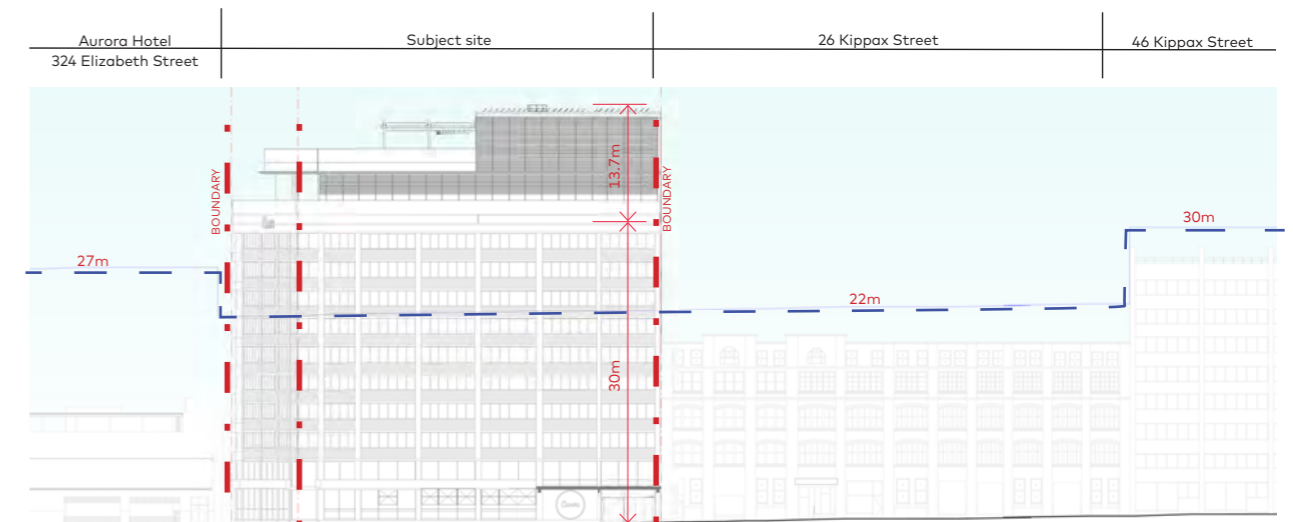 Aurora Hotel
324 Elizabeth Street
Subject site
26 Kippax Street
46 Kippax Street
13.7m
BOUNDARY
BOUNDARY
30m
27m
22m
30m